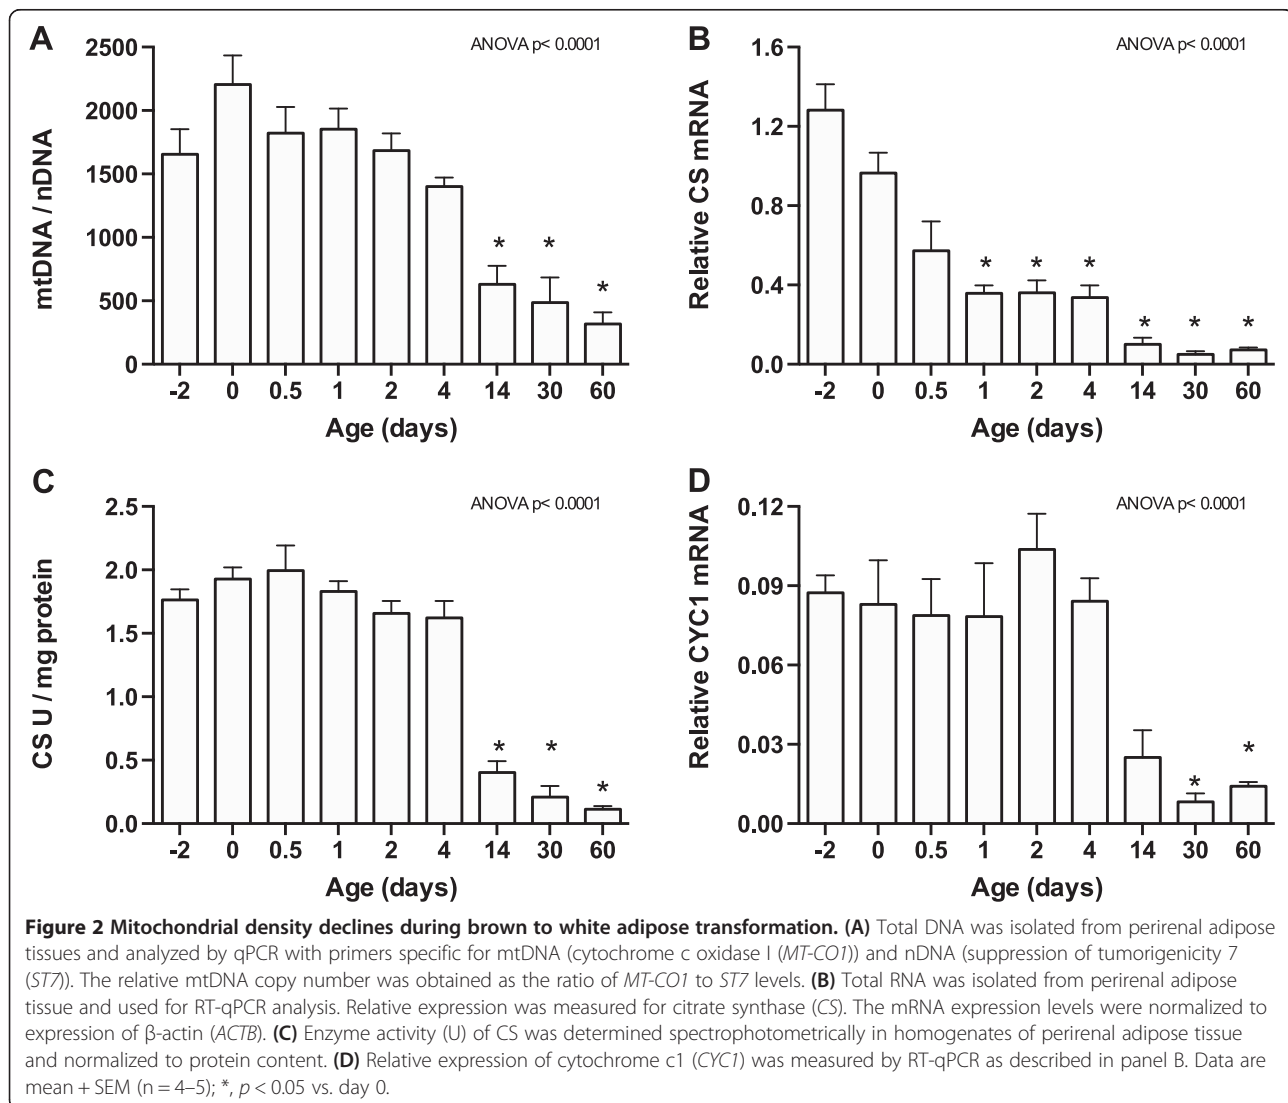 A
ANOVA p< 0.0001
mtDNA / nDNA
2500
2000
1500
1000
500
0
* * *
-2 0 0.5 1 2 4 14 30 60
Age (days)
B
ANOVA p< 0.0001
Relative CS mRNA
1.6
1.2
0.8
0.4
0.0
* * * * * *
-2 0 0.5 1 2 4 14 30 60
Age (days)
C
ANOVA p< 0.0001
CS U / mg protein
2.5
2.0
1.5
1.0
0.5
0.0
* * *
-2 0 0.5 1 2 4 14 30 60
Age (days)
D
ANOVA p< 0.0001
Relative CYC1 mRNA
0.12
0.09
0.06
0.03
0.00
* *
-2 0 0.5 1 2 4 14 30 60
Age (days)
Figure 2 Mitochondrial density declines during brown to white adipose transformation. (A) Total DNA was isolated from perirenal adipose
tissues and analyzed by qPCR with primers specific for mtDNA (cytochrome c oxidase I (MT-CO1)) and nDNA (suppression of tumorigenicity 7
(ST7)). The relative mtDNA copy number was obtained as the ratio of MT-CO1 to ST7 levels. (B) Total RNA was isolated from perirenal adipose
tissue and used for RT-qPCR analysis. Relative expression was measured for citrate synthase (CS). The mRNA expression levels were normalized to
expression of β-actin (ACTB). (C) Enzyme activity (U) of CS was determined spectrophotometrically in homogenates of perirenal adipose tissue
and normalized to protein content. (D) Relative expression of cytochrome c1 (CYC1) was measured by RT-qPCR as described in panel B. Data are
mean + SEM (n = 4–5); *, p < 0.05 vs. day 0.